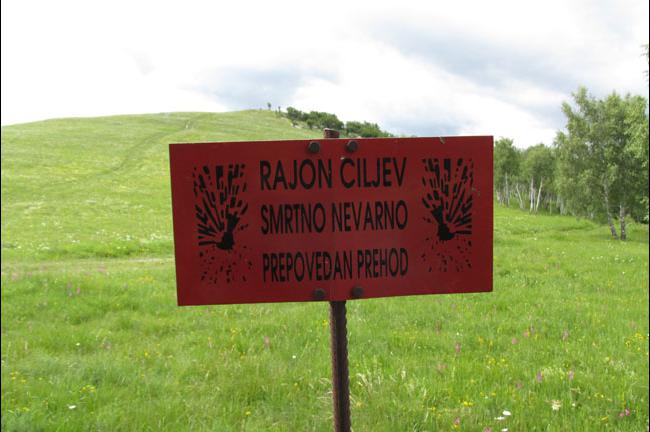 RAJON CILJEV
SMRTNO NEVARNO
PREPOVEDAN PREHOD